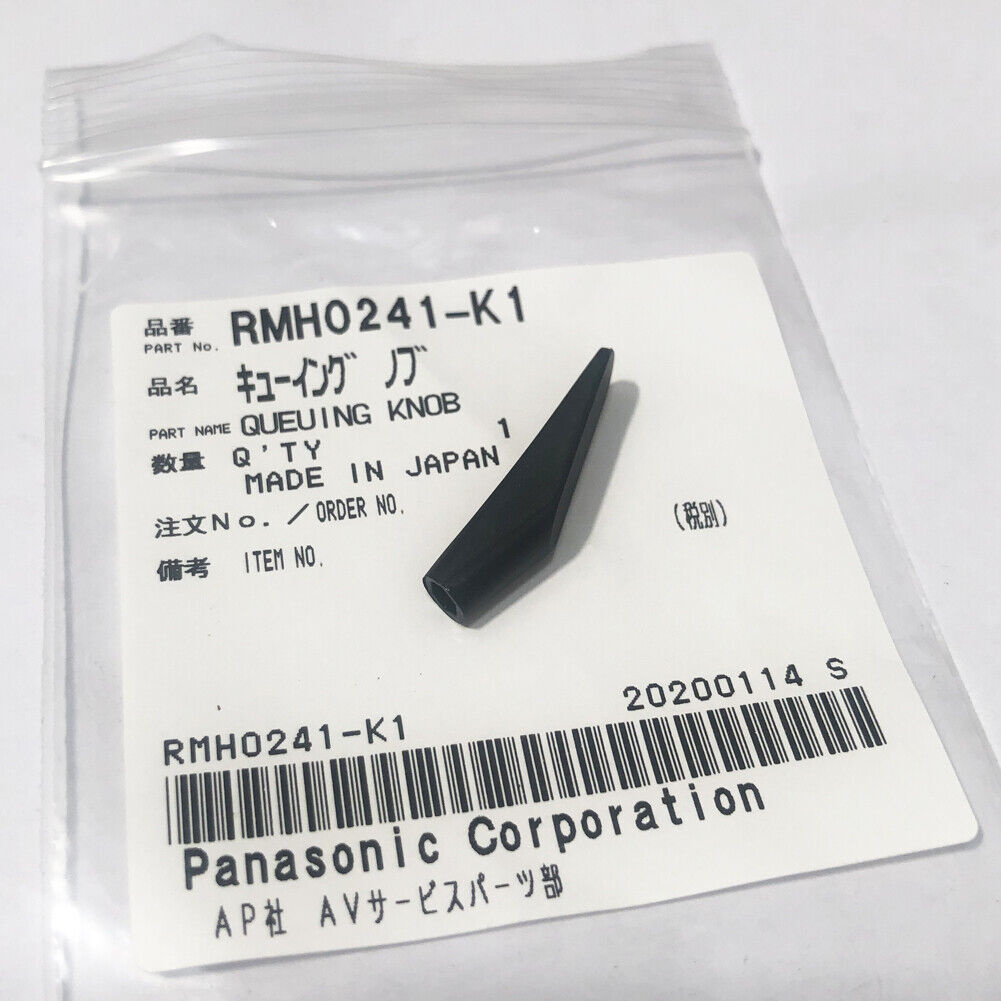 品番 RMH0241-K1
PART No.
品名 ｷｭｰｲﾝｸﾞ ﾉﾌﾞ
PART NAME QUEUING KNOB
数量 Q'TY 1
MADE IN JAPAN
注文No./ORDER NO.
(税別)
備考 ITEM NO.
20200114 S
RMH0241-K1
Panasonic Corporation
AP社 AVサービスパーツ部